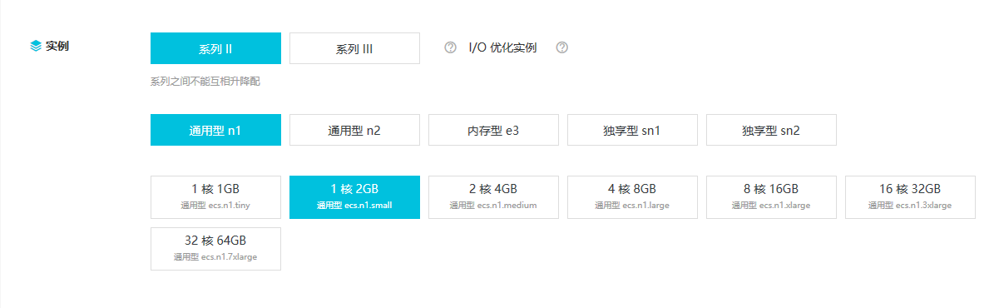 实例
系列 II
系列 III
I/O 优化实例
系列之间不能互相升降配
通用型 n1
通用型 n2
内存型 e3
独享型 sn1
独享型 sn2
1 核 1GB
通用型 ecs.n1.tiny
1 核 2GB
通用型 ecs.n1.small
2 核 4GB
通用型 ecs.n1.medium
4 核 8GB
通用型 ecs.n1.large
8 核 16GB
通用型 ecs.n1.xlarge
16 核 32GB
通用型 ecs.n1.3xlarge
32 核 64GB
通用型 ecs.n1.7xlarge